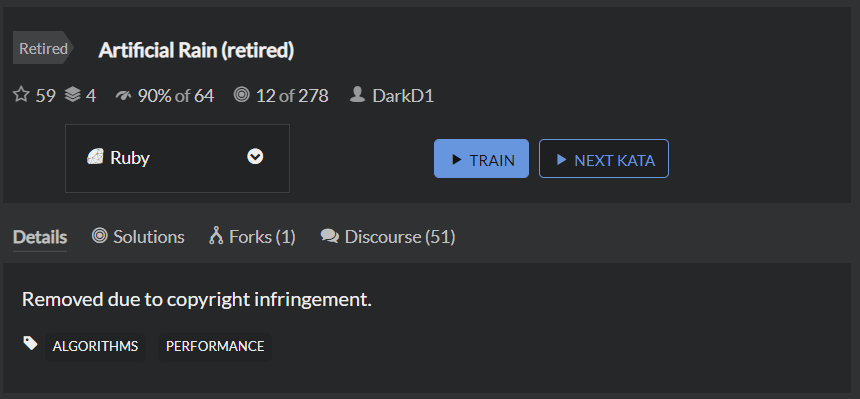 Retired Artificial Rain (retired)
59 4 90% of 64 12 of 278 DarkD1
Ruby TRAIN NEXT KATA
Details Solutions Forks (1) Discourse (51)
Removed due to copyright infringement.
ALGORITHMS PERFORMANCE